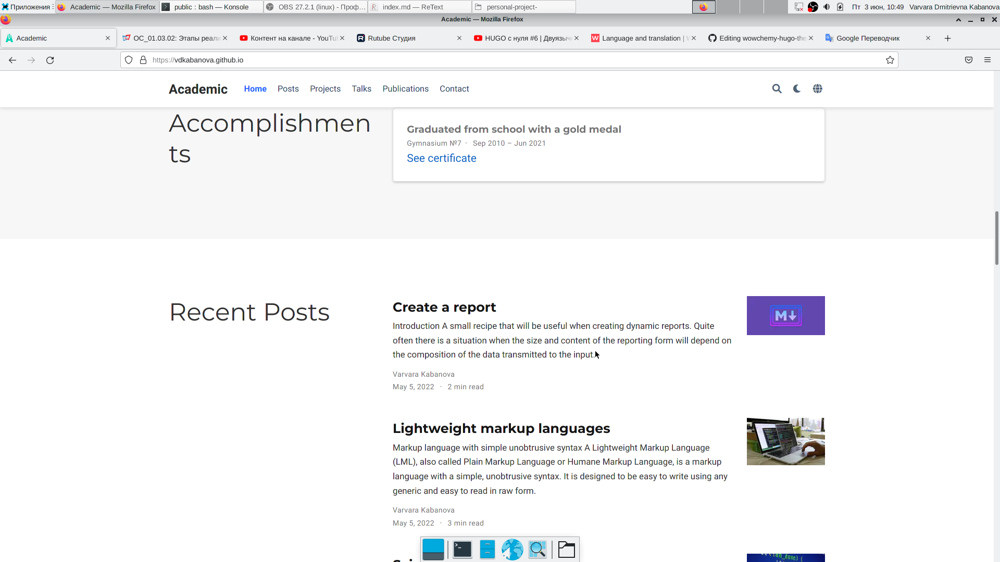 Приложения
Academic — Mozilla Firefox
public : bash — Konsole
OBS 27.2.1 (linux) - Проф...
index.md — ReText
personal-project-
Пт 3 июн, 10:49
Varvara Dmitrievna Kabanova
Academic — Mozilla Firefox
Academic
ОС_01.03.02: Этапы реали
Контент на канале - YouTu
Rutube Студия
HUGO с нуля #6 | Двуязыч
Language and translation |
Editing wowchemy-hugo-the
Google Переводчик
https://vdkabanova.github.io
Academic
Home
Posts
Projects
Talks
Publications
Contact
Accomplishmen
ts
Graduated from school with a gold medal
Gymnasium №7 · Sep 2010 – Jun 2021
See certificate
Recent Posts
Create a report
Introduction A small recipe that will be useful when creating dynamic reports. Quite
often there is a situation when the size and content of the reporting form will depend on
the composition of the data transmitted to the input.
Varvara Kabanova
May 5, 2022 · 2 min read
M
Lightweight markup languages
Markup language with simple unobtrusive syntax A Lightweight Markup Language
(LML), also called Plain Markup Language or Humane Markup Language, is a markup
language with a simple, unobtrusive syntax. It is designed to be easy to write using any
generic and easy to read in raw form.
Varvara Kabanova
May 5, 2022 · 3 min read